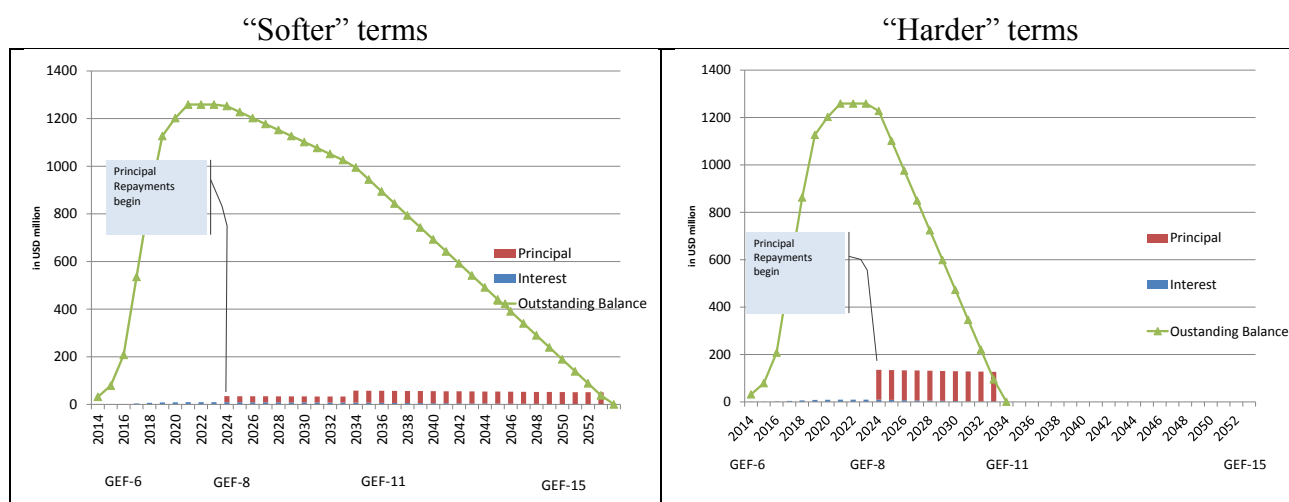 “Softer” terms
1400
1200
1000
800
600
400
200
0
in USD million
Principal
Repayments
begin
Principal
Interest
Outstanding Balance
2014
2016
2018
2020
2022
2024
2026
2028
2030
2032
2034
2036
2038
2040
2042
2044
2046
2048
2050
2052
GEF-6
GEF-8
GEF-11
GEF-15
“Harder” terms
1400
1200
1000
800
600
400
200
0
in USD million
Principal
Repayments
begin
Principal
Interest
Oustanding Balance
2014
2016
2018
2020
2022
2024
2026
2028
2030
2032
2034
2036
2038
2040
2042
2044
2046
2048
2050
2052
GEF-6
GEF-8
GEF-11
GEF-15